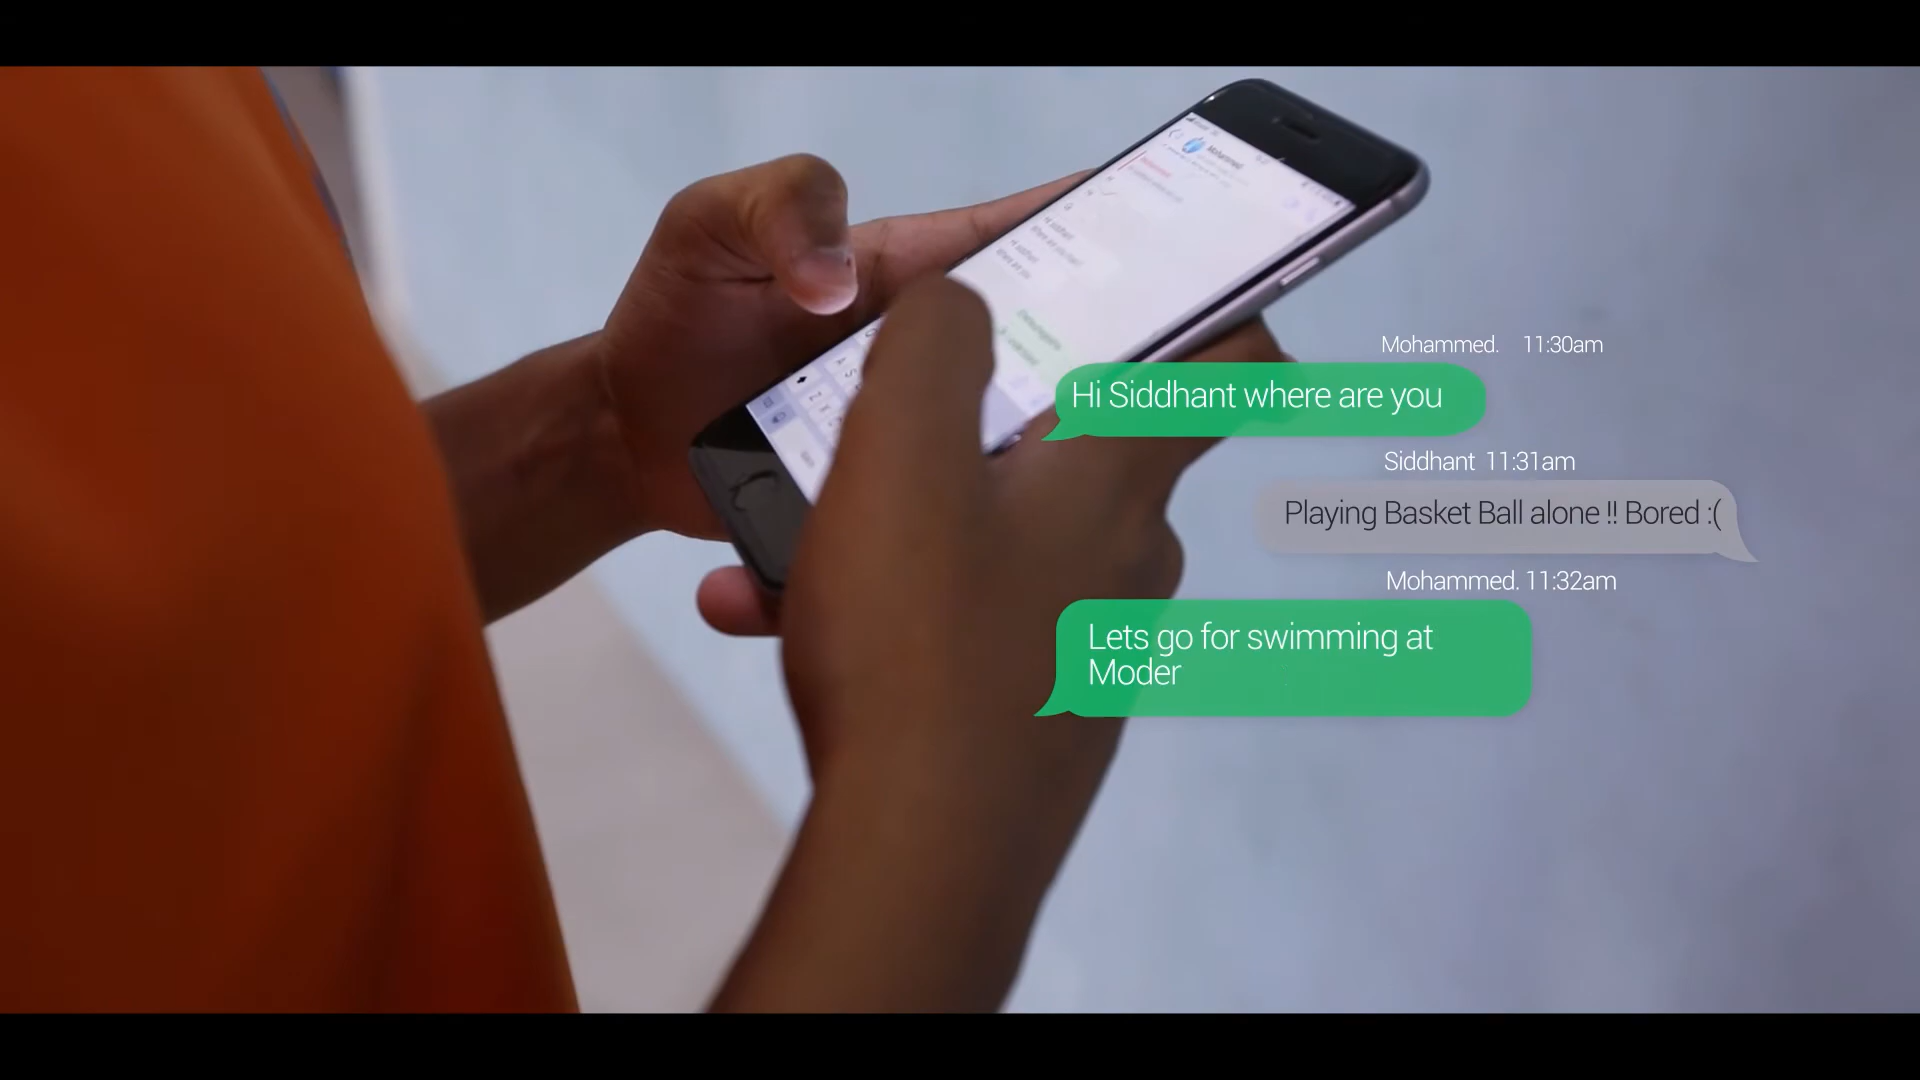 Mohammed
Mohammed. 11:30am
Hi Siddhant where are you
Siddhant 11:31am
Playing Basket Ball alone !! Bored :(
Mohammed. 11:32am
Lets go for swimming at
Moder